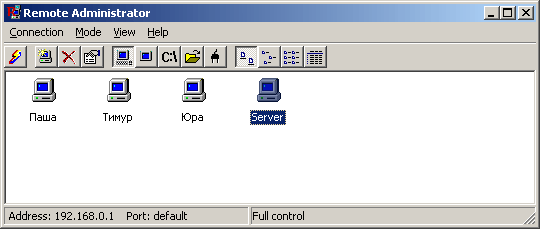 Remote Administrator
Connection Mode View Help
C:\
Паша Тимур Юра Server
Address: 192.168.0.1 Port: default Full control